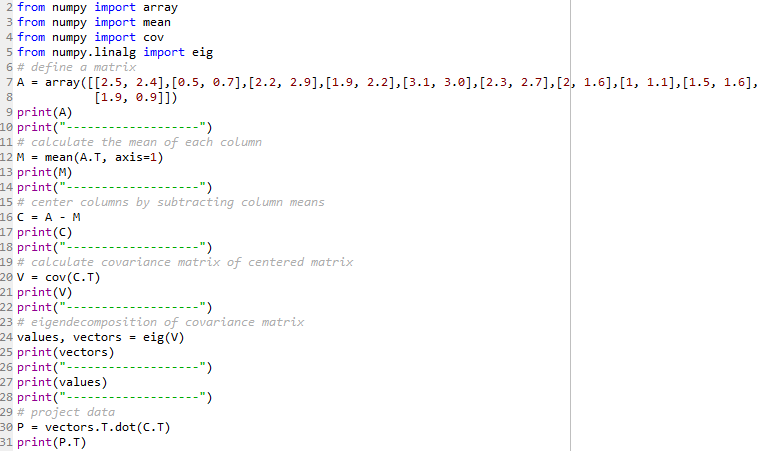 2 from numpy import array
3 from numpy import mean
4 from numpy import cov
5 from numpy.linalg import eig
6 # define a matrix
7 A = array([[2.5, 2.4],[0.5, 0.7],[2.2, 2.9],[1.9, 2.2],[3.1, 3.0],[2.3, 2.7],[2, 1.6],[1, 1.1],[1.5, 1.6],
8            [1.9, 0.9]])
9 print(A)
10 print("--------------------")
11 # calculate the mean of each column
12 M = mean(A.T, axis=1)
13 print(M)
14 print("--------------------")
15 # center columns by subtracting column means
16 C = A - M
17 print(C)
18 print("--------------------")
19 # calculate covariance matrix of centered matrix
20 V = cov(C.T)
21 print(V)
22 print("--------------------")
23 # eigendecomposition of covariance matrix
24 values, vectors = eig(V)
25 print(vectors)
26 print("--------------------")
27 print(values)
28 print("--------------------")
29 # project data
30 P = vectors.T.dot(C.T)
31 print(P.T)